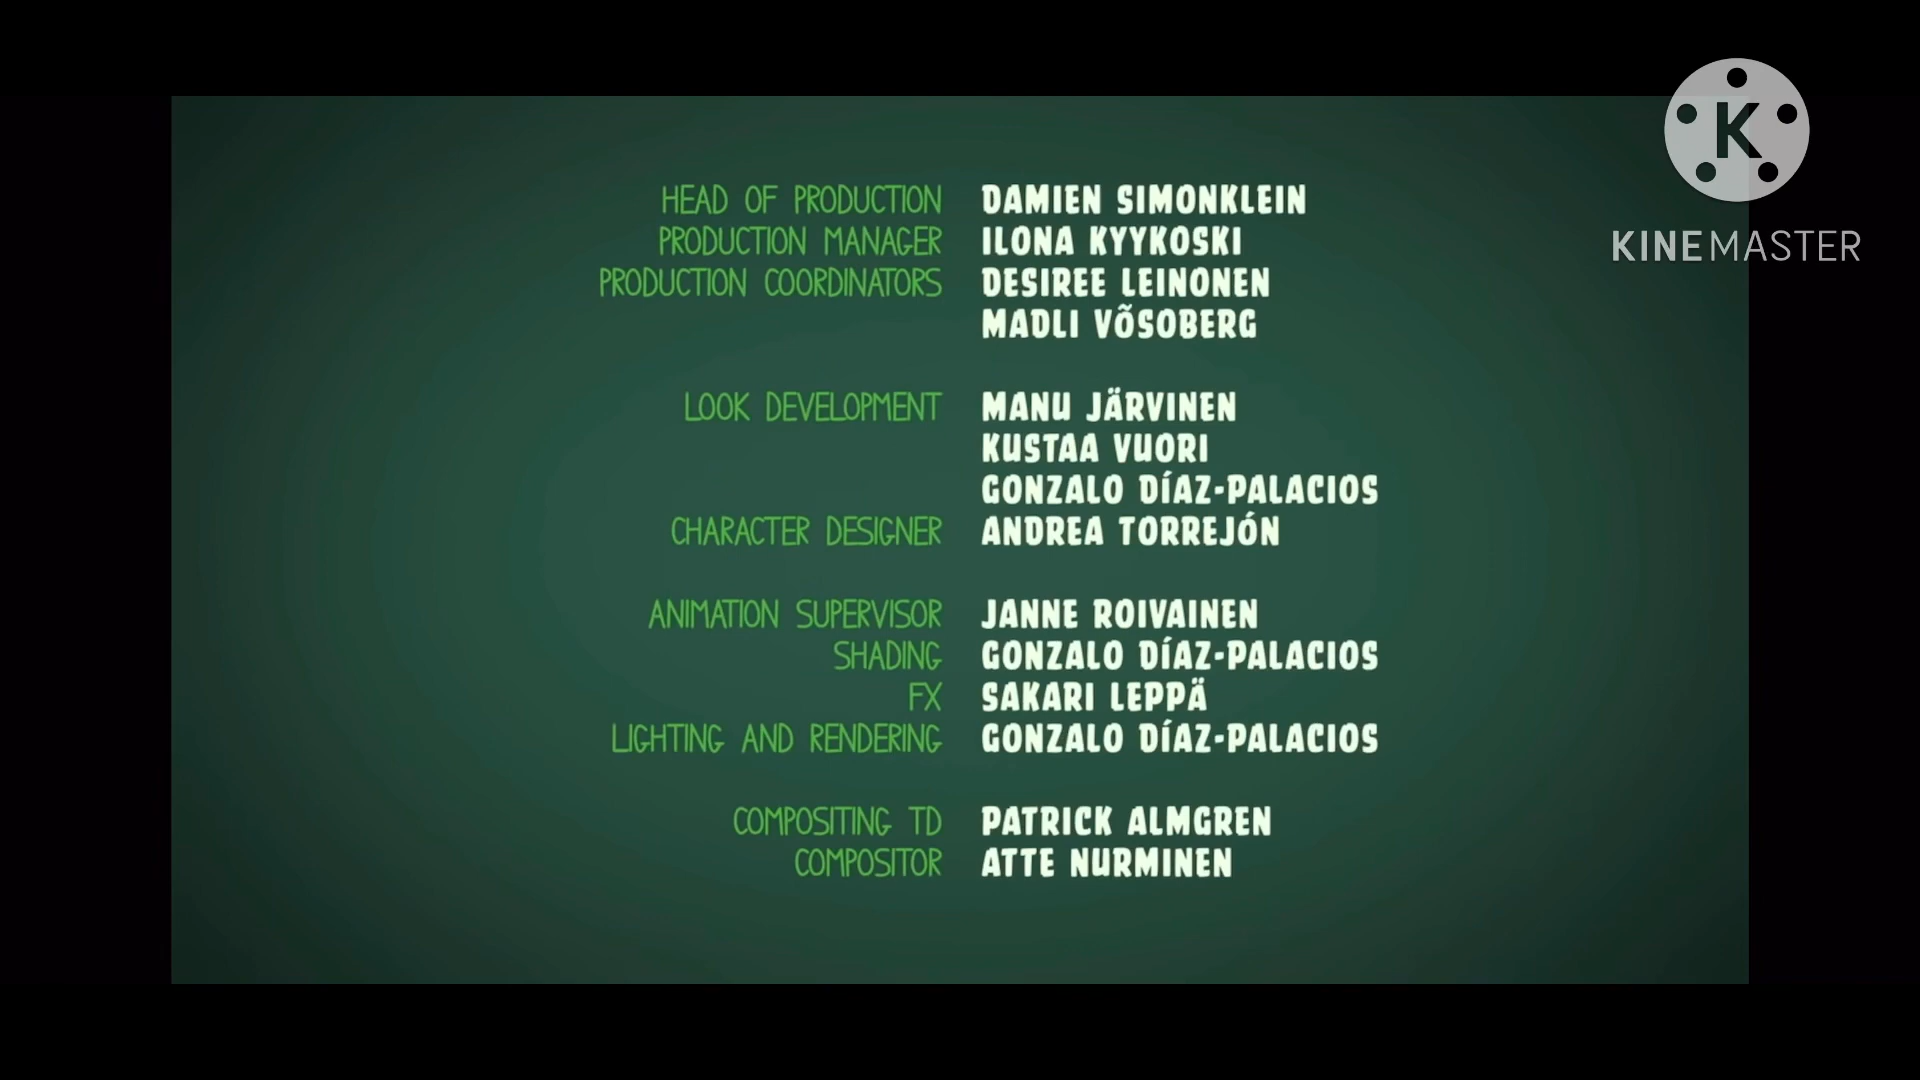 HEAD OF PRODUCTION DAMIEN SIMONKLEIN
PRODUCTION MANAGER ILONA KYYKOSKI
PRODUCTION COORDINATORS DESIREE LEINONEN
MADLI VÕSOBERG
LOOK DEVELOPMENT MANU JÄRVINEN
KUSTAA VUORI
GONZALO DÍAZ-PALACIOS
CHARACTER DESIGNER ANDREA TORREJÓN
ANIMATION SUPERVISOR JANNE ROIVAINEN
SHADING GONZALO DÍAZ-PALACIOS
FX SAKARI LEPPÄ
LIGHTING AND RENDERING GONZALO DÍAZ-PALACIOS
COMPOSITING TD PATRICK ALMGREN
COMPOSITOR ATTE NURMINEN
K
KINEMASTER